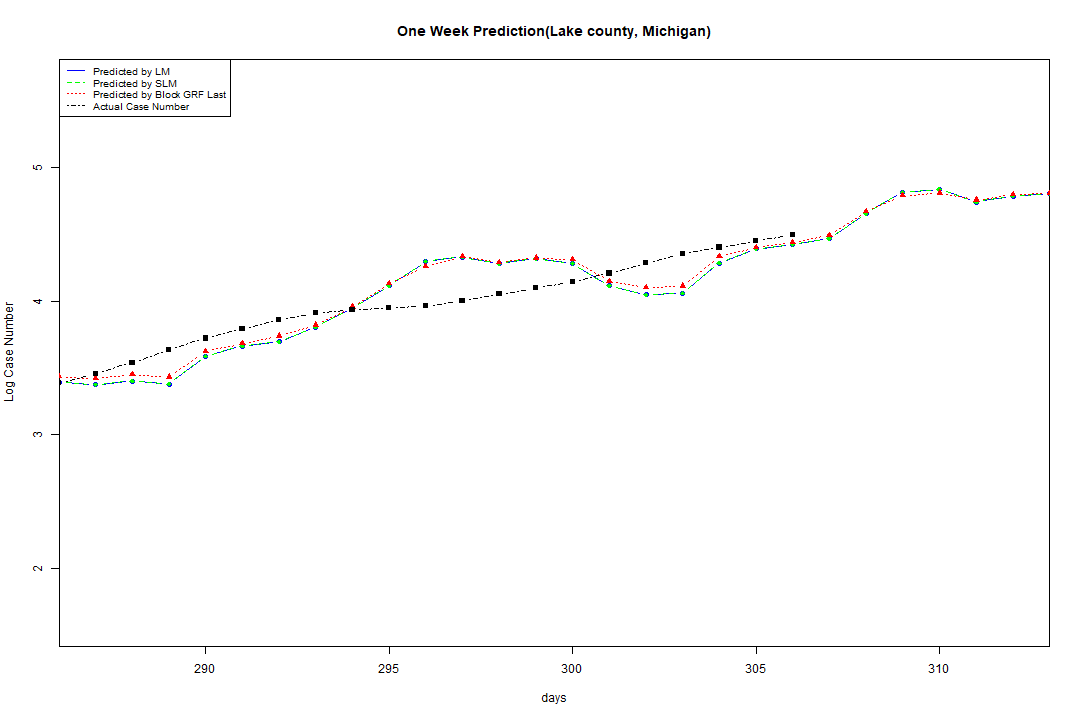 One Week Prediction(Lake county, Michigan)
Predicted by LM
Predicted by SLM
Predicted by Block GRF Last
Actual Case Number
Log Case Number
5
4
3
2
290 295 300 305 310
days